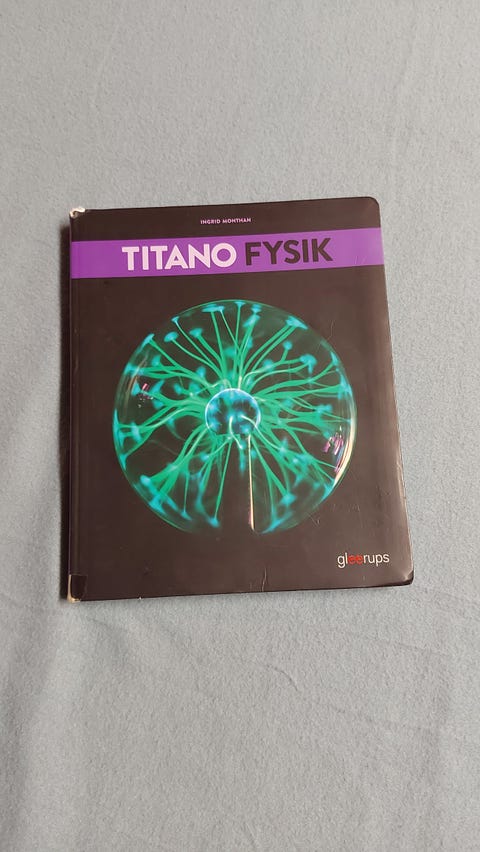 INGRID MONTHAN
TITANO FYSIK
gleerups